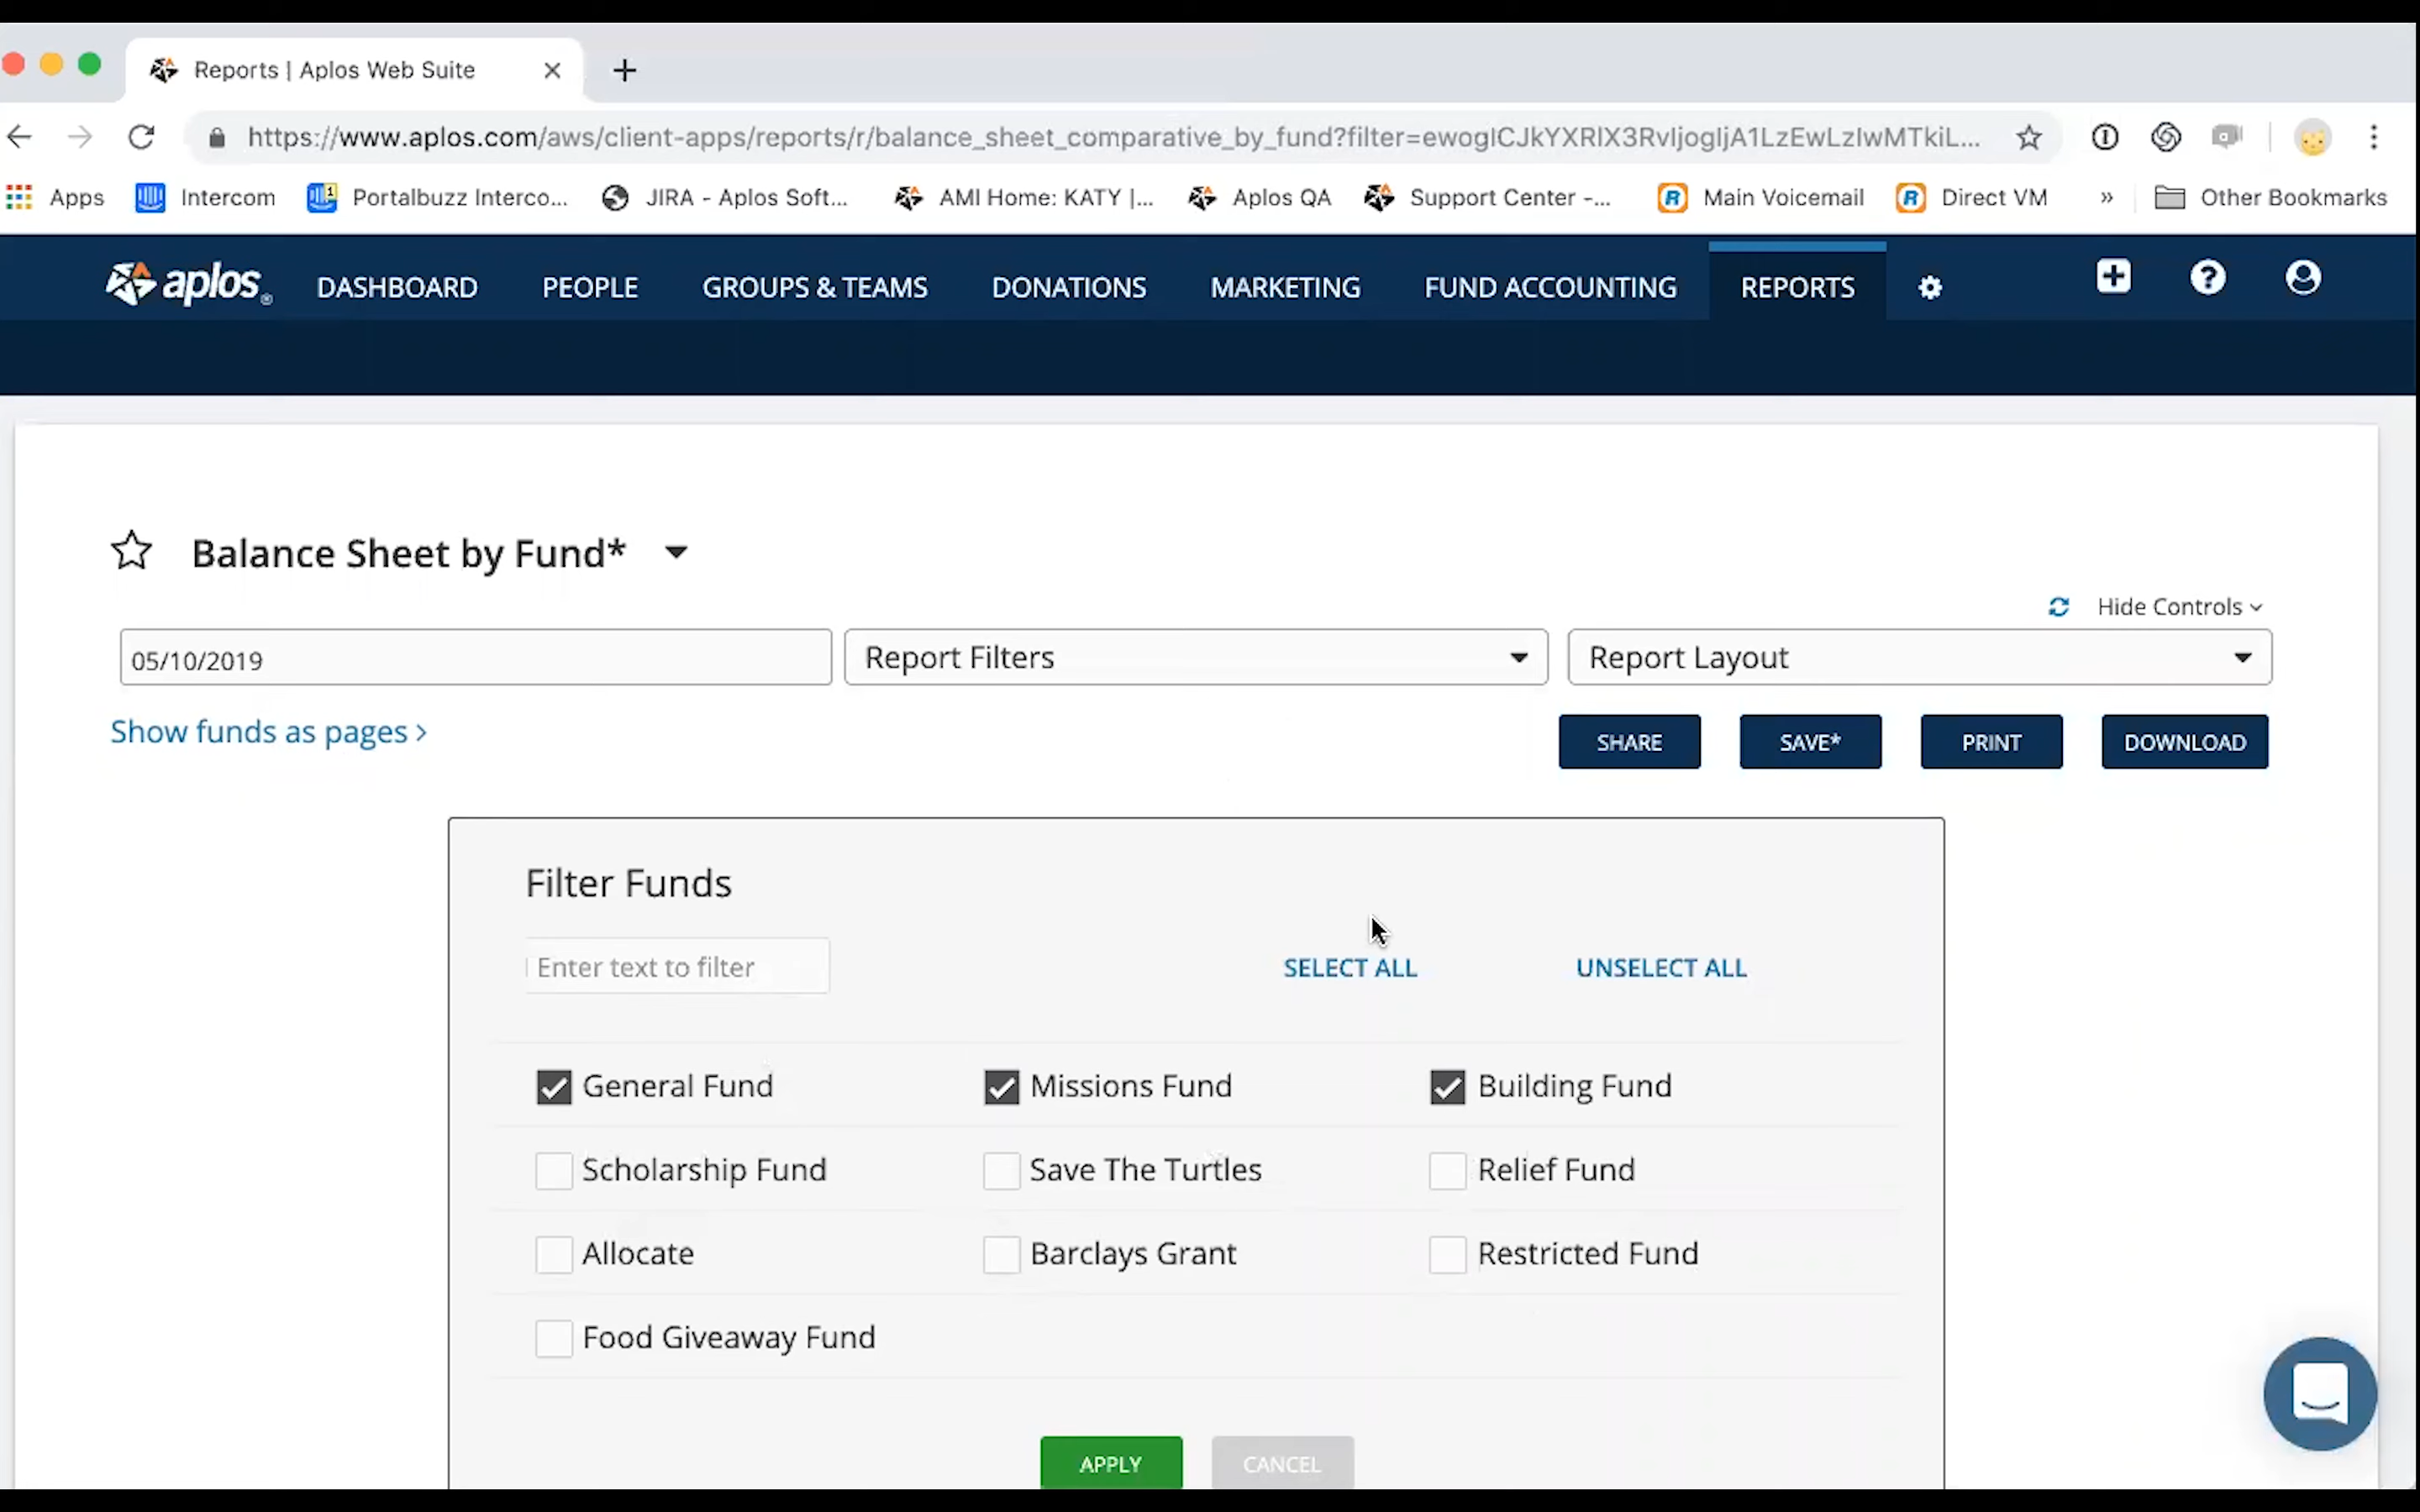 Reports | Aplos Web Suite
https://www.aplos.com/aws/client-apps/reports/r/balance_sheet_comparative_by_fund?filter=ewogICJkYXRlX3RvIjogIjA1LzEwLzIwMTkiL...
Apps Intercom Portalbuzz Interco... JIRA - Aplos Soft... AMI Home: KATY |... Aplos QA Support Center -... Main Voicemail Direct VM » Other Bookmarks
aplos DASHBOARD PEOPLE GROUPS & TEAMS DONATIONS MARKETING FUND ACCOUNTING REPORTS
Balance Sheet by Fund*
Hide Controls
05/10/2019 Report Filters Report Layout
Show funds as pages >
SHARE SAVE* PRINT DOWNLOAD
Filter Funds
Enter text to filter SELECT ALL UNSELECT ALL
General Fund Missions Fund Building Fund
Scholarship Fund Save The Turtles Relief Fund
Allocate Barclays Grant Restricted Fund
Food Giveaway Fund
APPLY CANCEL